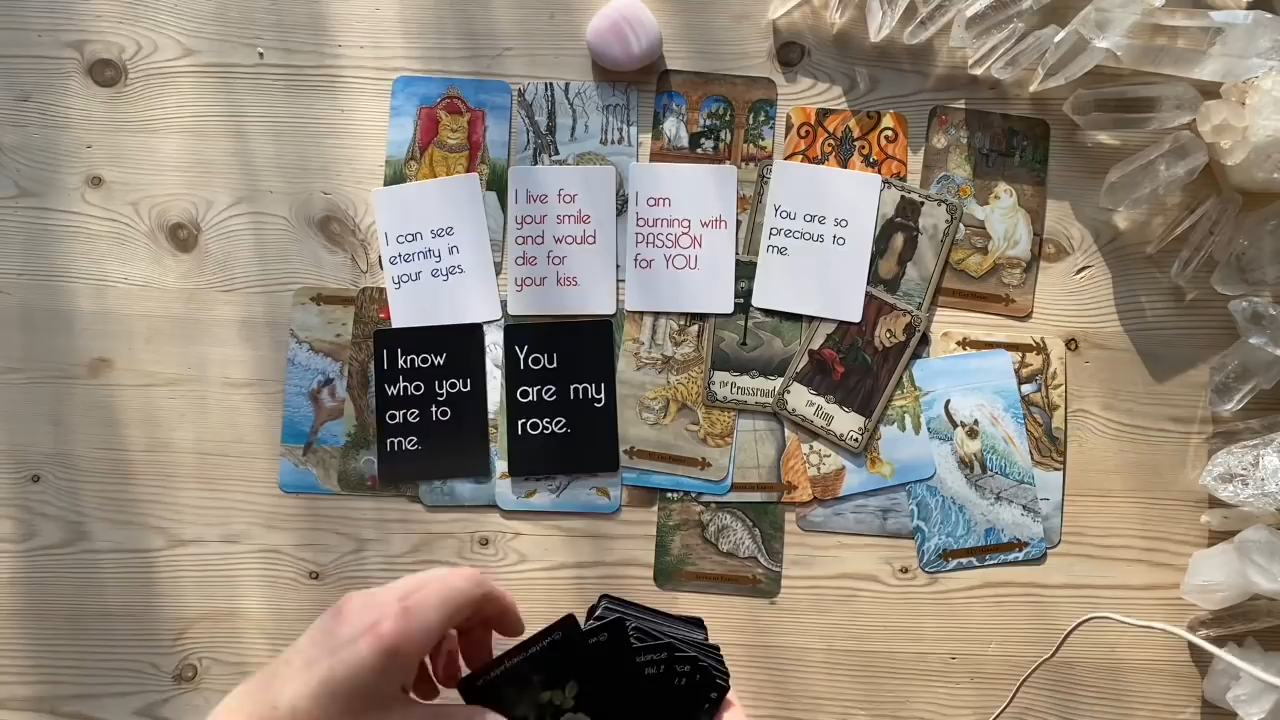 I can see
eternity in
your eyes.
I live for
your smile
and would
die for
your kiss.
I am
burning with
PASSION
for YOU.
You are so
precious to
me.
I know
who you
are to
me.
You
are my
rose.
The Crossroad
The Ring